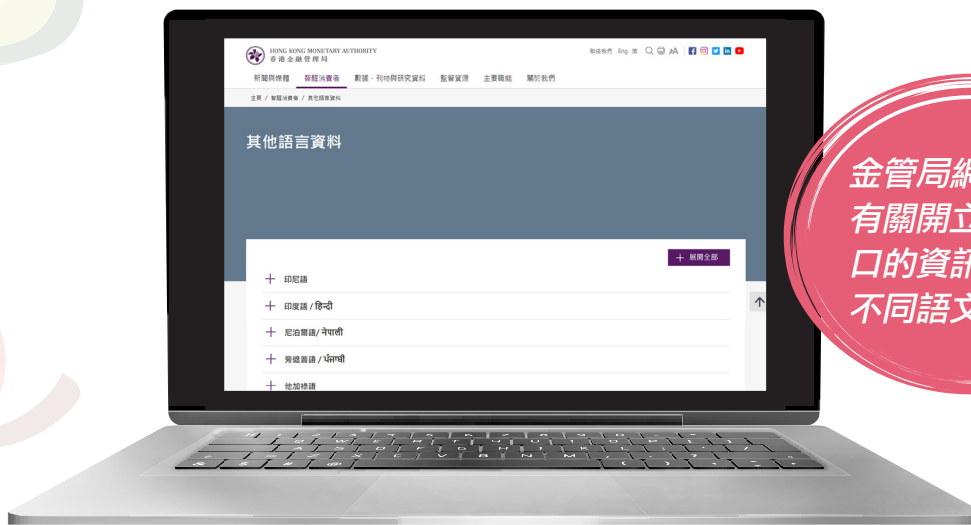 HONG KONG MONETARY AUTHORITY
香港金融管理局
聯絡我們 Eng 简 AA
新聞與媒體 智醒消費者 數據、刊物與研究資料 監管資源 主要職能 關於我們
主頁 / 智醒消費者 / 其他語言資料
其他語言資料
+ 展開全部
+ 印尼語
+ 印度語 / हिन्दी
+ 尼泊爾語/ नेपाली
+ 旁遮普語 / ਪੰਜਾਬੀ
+ 他加祿語
金管局網
有關開立
口的資訊
不同語文